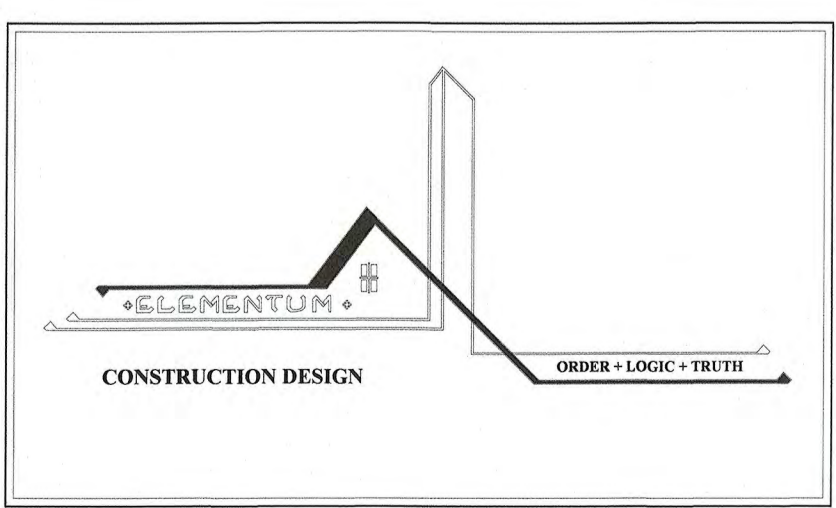 ELEMENTUM
CONSTRUCTION DESIGN
ORDER + LOGIC + TRUTH